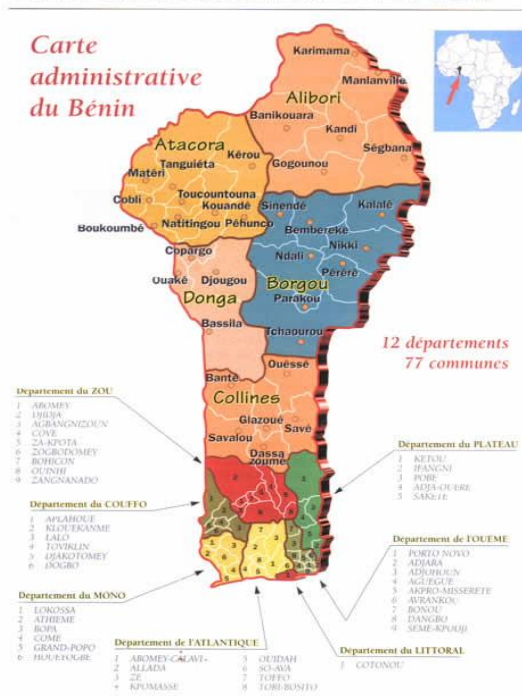 Carte
administrative
du Bénin
Karimama
Manlanville
Alibori
Banikouara
Kandi
Ségbana
Gogounou
Atacora
Kérou
Tanguiéta
Matéri
Toucountouna
Cobli
Kouandé
Boukoumbé
Natitingou
Péhunco
Sinendé
Kalalé
Bembereke
Nikki
Ndali
Pèrèrè
Borgou
Parakou
Tchaourou
Copargo
Ouaké
Djougou
Donga
Bassila
12 départements
77 communes
Ouéssé
Bantè
Collines
Glazoué
Savé
Savalou
Dassa
zoumé
Département du ZOU
1 ABOMEY
2 DJIDJA
3 AGBANGNIZOUN
4 COVE
5 ZA-KPOTA
6 ZOGBODOMEY
7 BOHICON
8 OUINHI
9 ZANGNANADO
Département du COUFFO
1 APLAHOUE
2 KLOUEKANME
3 LALO
4 TOVIKLIN
5 DJAKOTOMEY
6 DOGBO
Département du MONO
1 LOKOSSA
2 ATHIEME
3 BOPA
4 COME
5 GRAND-POPO
6 HOUEYOGBE
Département de l'ATLANTIQUE
1 ABOMEY-CALAVI
2 ALLADA
3 ZE
4 KPOMASSE
5 OUIDAH
6 SO-AVA
7 TOFFO
8 TORI-BOSITO
Département du LITTORAL
1 COTONOU
Département du PLATEAU
1 KETOU
2 IFANGNI
3 POBE
4 ADJA-OUERE
5 SAKETE
Département de l'OUEME
1 PORTO NOVO
2 ADJARA
3 ADJOHOUN
4 AGUEGUE
5 AKPRO-MISSERETE
6 AVRANKOU
7 BONOU
8 DANGBO
9 SEME-KPODJI